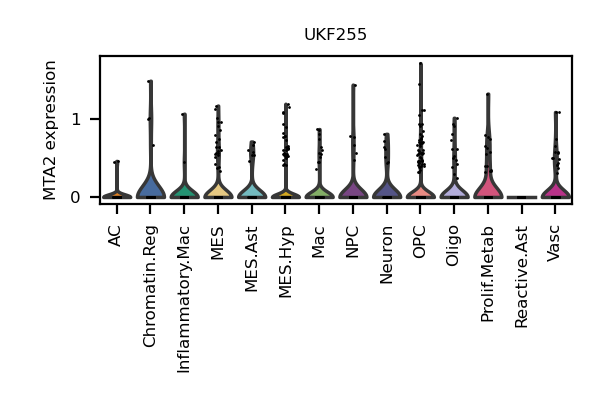 UKF255
MTA2 expression
1
0
AC
Chromatin.Reg
Inflammatory.Mac
MES
MES.Ast
MES.Hyp
Mac
NPC
Neuron
OPC
Oligo
Prolif.Metab
Reactive.Ast
Vasc